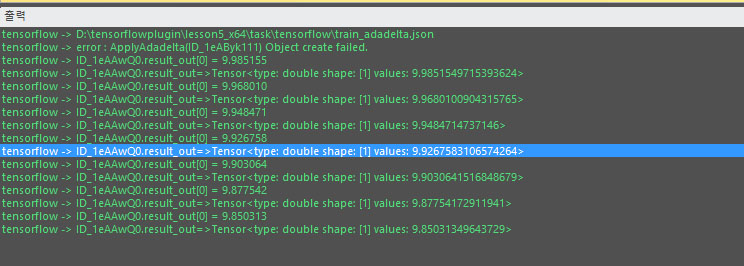 출력
tensorflow -> D:\tensorflowplugin\lesson5_x64\task\tensorflow\train_adadelta.json
tensorflow -> error : ApplyAdadelta(ID_1eAByk111) Object create failed.
tensorflow -> ID_1eAAwQ0.result_out[0] = 9.985155
tensorflow -> ID_1eAAwQ0.result_out=>Tensor<type: double shape: [1] values: 9.9851549715393624>
tensorflow -> ID_1eAAwQ0.result_out[0] = 9.968010
tensorflow -> ID_1eAAwQ0.result_out=>Tensor<type: double shape: [1] values: 9.9680100904315765>
tensorflow -> ID_1eAAwQ0.result_out[0] = 9.948471
tensorflow -> ID_1eAAwQ0.result_out=>Tensor<type: double shape: [1] values: 9.9484714737146>
tensorflow -> ID_1eAAwQ0.result_out[0] = 9.926758
tensorflow -> ID_1eAAwQ0.result_out=>Tensor<type: double shape: [1] values: 9.9267583106574264>
tensorflow -> ID_1eAAwQ0.result_out[0] = 9.903064
tensorflow -> ID_1eAAwQ0.result_out=>Tensor<type: double shape: [1] values: 9.9030641516848679>
tensorflow -> ID_1eAAwQ0.result_out[0] = 9.877542
tensorflow -> ID_1eAAwQ0.result_out=>Tensor<type: double shape: [1] values: 9.87754172911941>
tensorflow -> ID_1eAAwQ0.result_out[0] = 9.850313
tensorflow -> ID_1eAAwQ0.result_out=>Tensor<type: double shape: [1] values: 9.85031349643729>